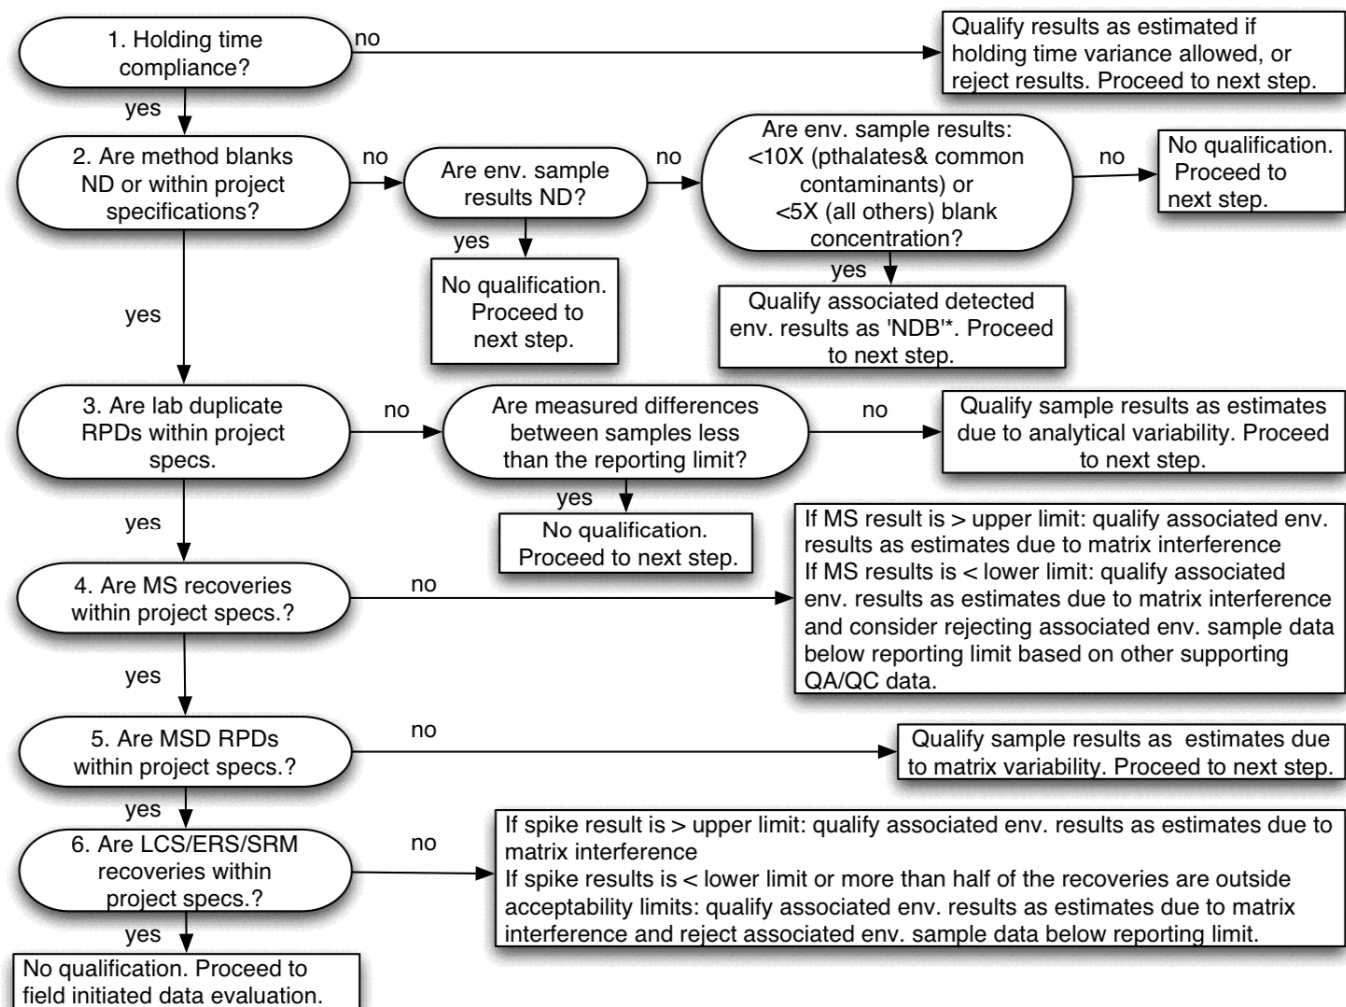 1. Holding time
compliance?
no
Qualify results as estimated if
holding time variance allowed, or
reject results. Proceed to next step.
yes
2. Are method blanks
ND or within project
specifications?
no
Are env. sample
results ND?
no
Are env. sample results:
<10X (pthalates& common
contaminants) or
<5X (all others) blank
concentration?
no
No qualification.
Proceed to
next step.
yes
No qualification.
Proceed to
next step.
yes
Qualify associated detected
env. results as 'NDB'*. Proceed
to next step.
yes
3. Are lab duplicate
RPDs within project
specs.
no
Are measured differences
between samples less
than the reporting limit?
no
Qualify sample results as estimates
due to analytical variability. Proceed
to next step.
yes
No qualification.
Proceed to next step.
yes
4. Are MS recoveries
within project specs.?
no
If MS result is > upper limit: qualify associated env.
results as estimates due to matrix interference
If MS results is < lower limit: qualify associated
env. results as estimates due to matrix interference
and consider rejecting associated env. sample data
below reporting limit based on other supporting
QA/QC data.
yes
5. Are MSD RPDs
within project specs.?
no
Qualify sample results as estimates due
to matrix variability. Proceed to next step.
yes
6. Are LCS/ERS/SRM
recoveries within
project specs.?
no
If spike result is > upper limit: qualify associated env. results as estimates due to
matrix interference
If spike results is < lower limit or more than half of the recoveries are outside
acceptability limits: qualify associated env. results as estimates due to matrix
interference and reject associated env. sample data below reporting limit.
yes
No qualification. Proceed to
field initiated data evaluation.